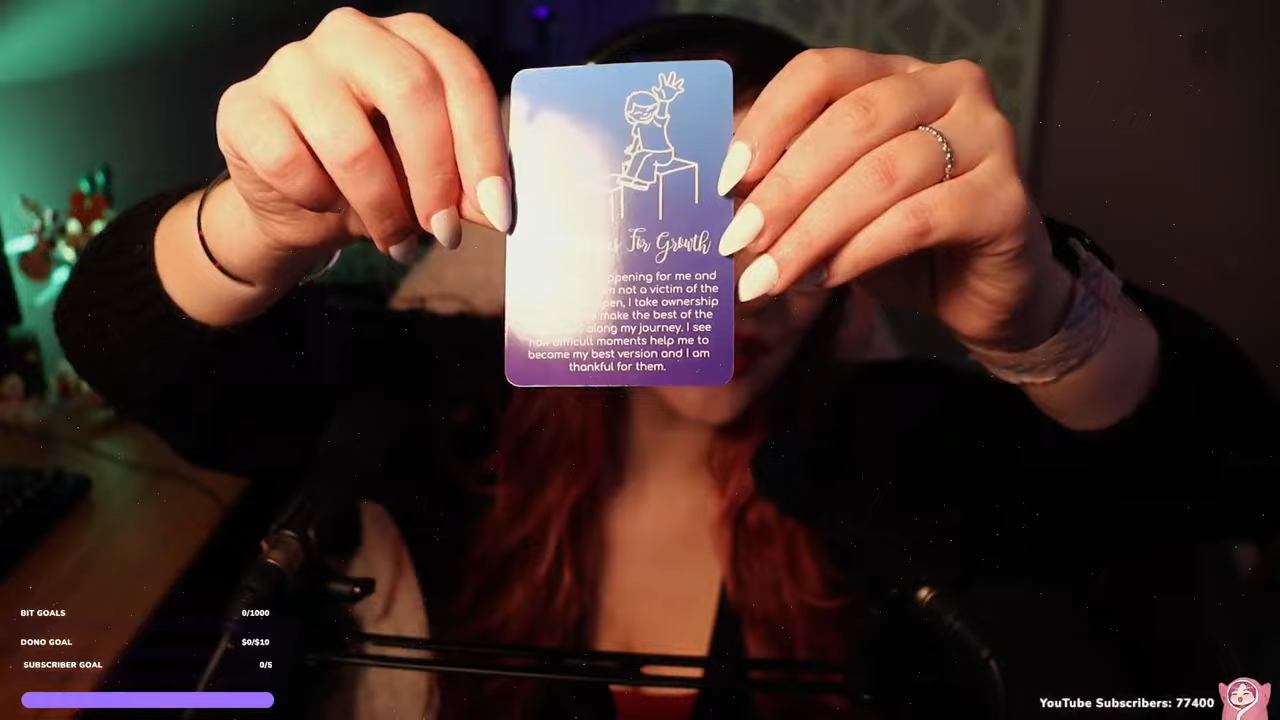 For Growth
for me and
not a victim of the
I take ownership
make the best of the
along my journey. I see
how difficult moments help me to
become my best version and I am
thankful for them.
BIT GOALS 0/1000
DONO GOAL $0/$10
SUBSCRIBER GOAL 0/5
YouTube Subscribers: 77400